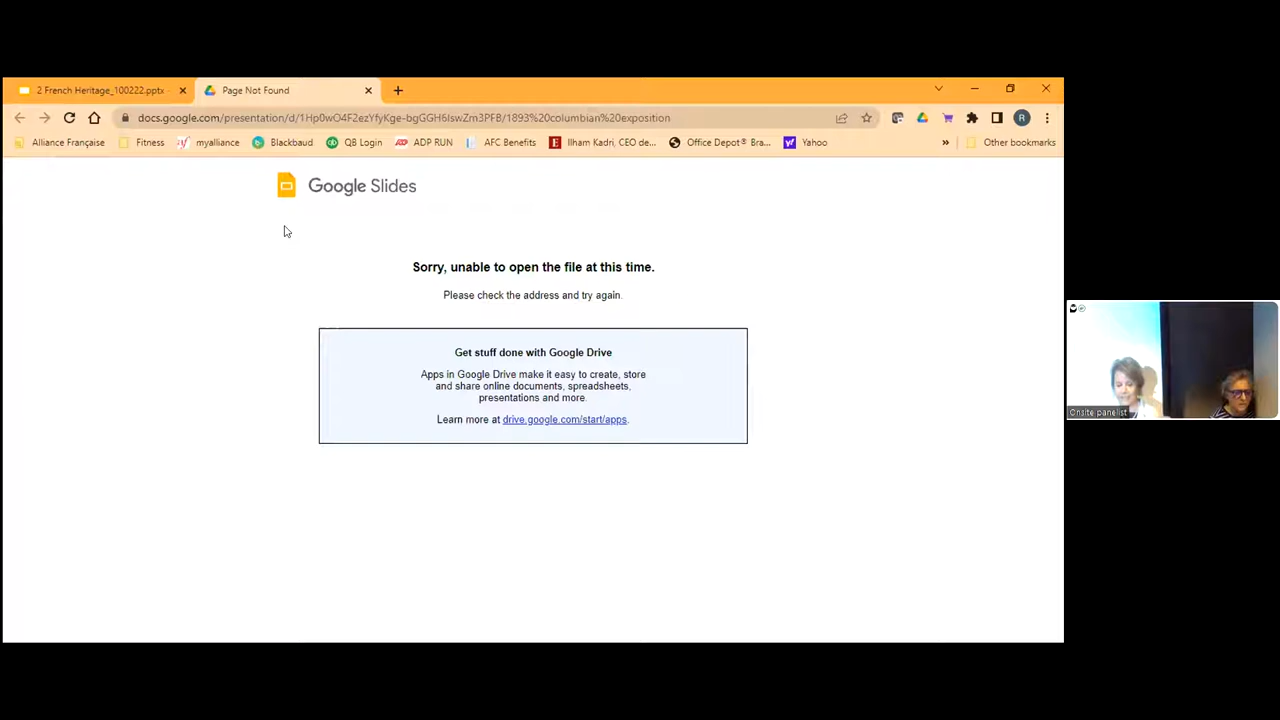 2 French Heritage_100222.pptx -
Page Not Found
docs.google.com/presentation/d/1Hp0wO4F2ezYfyKge-bgGGH6IswZm3PFB/1893%20columbian%20exposition
R
Alliance Française
Fitness
myalliance
Blackbaud
QB Login
ADP RUN
AFC Benefits
Ilham Kadri, CEO de...
Office Depot® Bra...
Yahoo
»
Other bookmarks
Google Slides
Sorry, unable to open the file at this time.
Please check the address and try again.
Get stuff done with Google Drive
Apps in Google Drive make it easy to create, store
and share online documents, spreadsheets,
presentations and more.
Learn more at drive.google.com/start/apps.
Onsite panelist